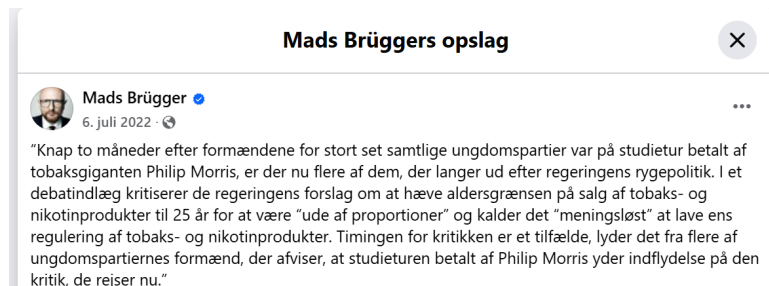 Mads Brüggers opslag
Mads Brügger
6. juli 2022 ·
“Knap to måneder efter formændene for stort set samtlige ungdomspartier var på studietur betalt af
tobaksgiganten Philip Morris, er der nu flere af dem, der langer ud efter regeringens rygepolitik. I et
debatindlæg kritiserer de regeringens forslag om at hæve aldersgrænsen på salg af tobaks- og
nikotinprodukter til 25 år for at være “ude af proportioner” og kalder det “meningsløst” at lave ens
regulering af tobaks- og nikotinprodukter. Timingen for kritikken er et tilfælde, lyder det fra flere af
ungdomspartiernes formænd, der afviser, at studieturen betalt af Philip Morris yder indflydelse på den
kritik, de rejser nu.”